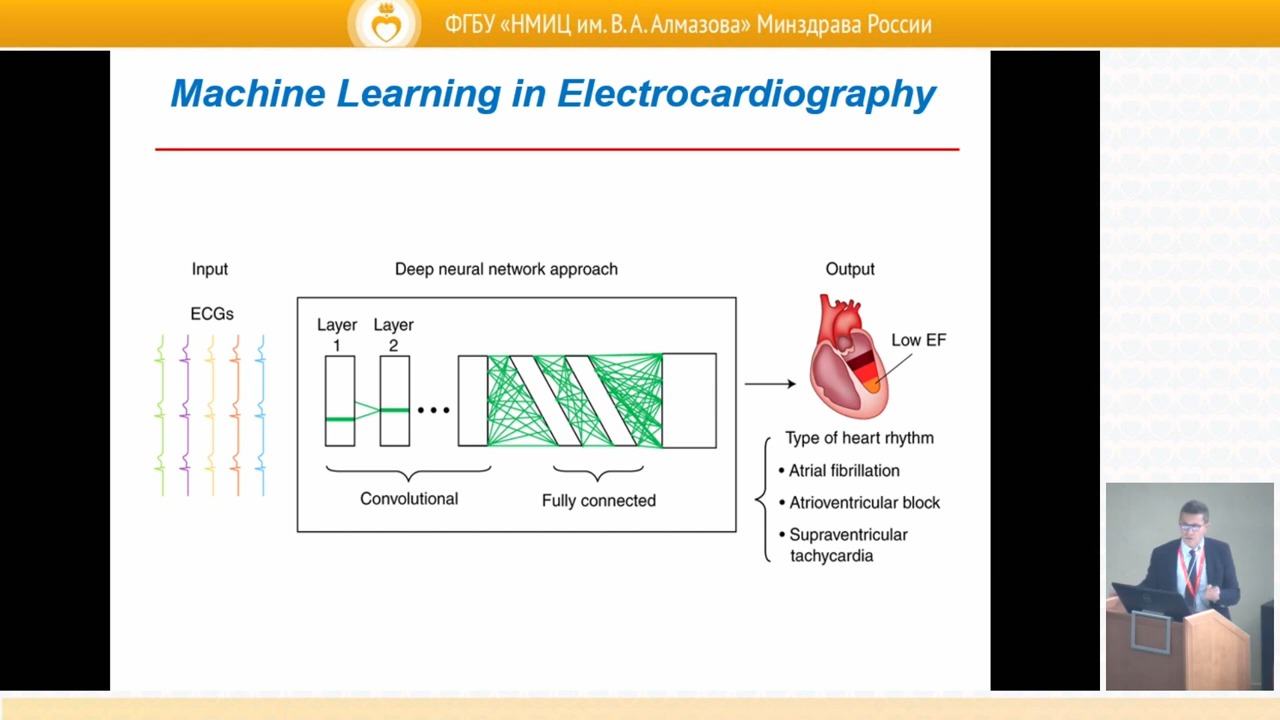 ФГБУ «НМИЦ им. В. А. Алмазова» Минздрава России
Machine Learning in Electrocardiography
Input
Deep neural network approach
Output
ECGs
Layer
1
Layer
2
Low EF
Convolutional
Fully connected
Type of heart rhythm
• Atrial fibrillation
• Atrioventricular block
• Supraventricular
tachycardia